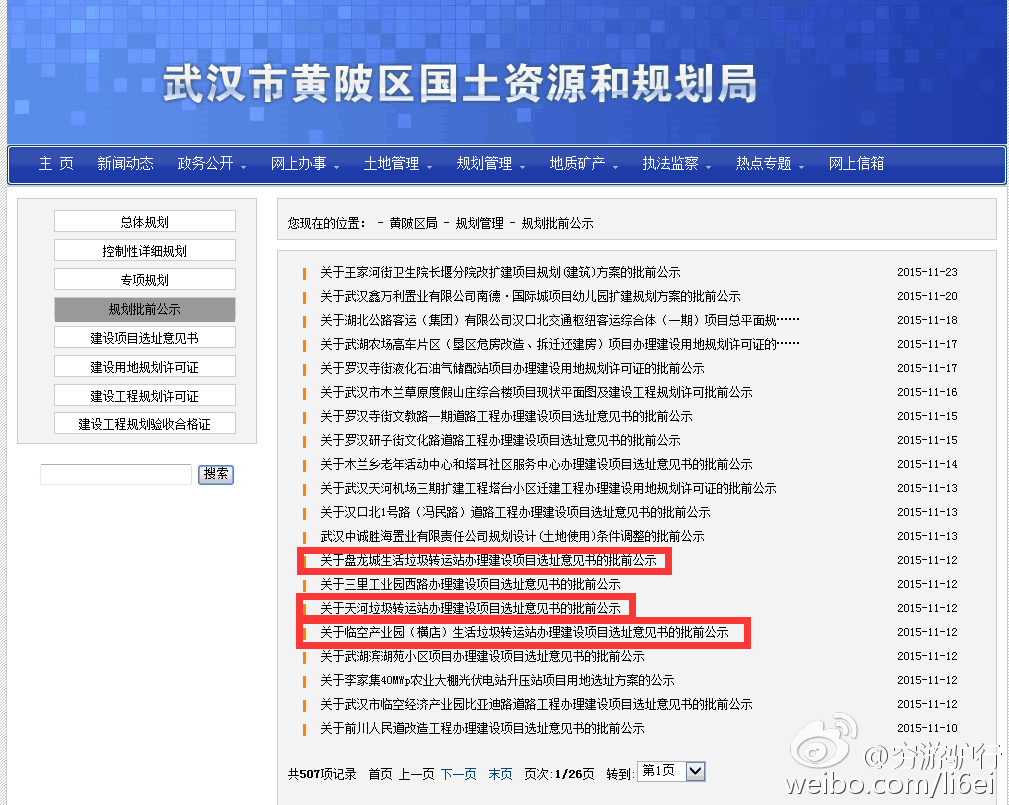 武汉市黄陂区国土资源和规划局
主 页 新闻动态 政务公开 网上办事 土地管理 规划管理 地质矿产 执法监察 热点专题 网上信箱
总体规划
控制性详细规划
专项规划
规划批前公示
建设项目选址意见书
建设用地规划许可证
建设工程规划许可证
建设工程规划验收合格证
搜索
您现在的位置： - 黄陂区局 - 规划管理 - 规划批前公示
关于王家河街卫生院长堰分院改扩建项目规划(建筑)方案的批前公示 2015-11-23
关于武汉鑫万利置业有限公司南德·国际城项目幼儿园扩建规划方案的批前公示 2015-11-20
关于湖北公路客运（集团）有限公司汉口北交通枢纽客运综合体（一期）项目总平面规…… 2015-11-18
关于武湖农场高车片区（垦区危房改造、拆迁还建房）项目办理建设用地规划许可证的…… 2015-11-17
关于罗汉寺街液化石油气储配站项目办理建设用地规划许可证的批前公示 2015-11-17
关于武汉市木兰草原度假山庄综合楼项目现状平面图及建设工程规划许可批前公示 2015-11-16
关于罗汉寺街文教路一期道路工程办理建设项目选址意见书的批前公示 2015-11-15
关于罗汉研子街文化路道路工程办理建设项目选址意见书的批前公示 2015-11-15
关于木兰乡老年活动中心和塔耳社区服务中心办理建设项目选址意见书的批前公示 2015-11-14
关于武汉天河机场三期扩建工程塔台小区迁建工程办理建设用地规划许可证的批前公示 2015-11-13
关于汉口北1号路（冯民路）道路工程办理建设项目选址意见书的批前公示 2015-11-13
武汉中诚胜海置业有限责任公司规划设计(土地使用)条件调整的批前公示 2015-11-13
关于盘龙城生活垃圾转运站办理建设项目选址意见书的批前公示 2015-11-12
关于三里工业园西路办理建设项目选址意见书的批前公示 2015-11-12
关于天河垃圾转运站办理建设项目选址意见书的批前公示 2015-11-12
关于临空产业园（横店）生活垃圾转运站办理建设项目选址意见书的批前公示 2015-11-12
关于武湖滨湖苑小区项目办理建设项目选址意见书的批前公示 2015-11-12
关于李家集40MWp农业大棚光伏电站升压站项目用地选址方案的公示 2015-11-12
关于武汉市临空经济产业园比亚迪路道路工程办理建设项目选址意见书的批前公示 2015-11-12
关于前川人民道改造工程办理建设项目选址意见书的批前公示 2015-11-10
共507项记录 首页 上一页 下一页 末页 页次:1/26页 转到: 第1页
@穷游驴行
weibo.com/li6ei